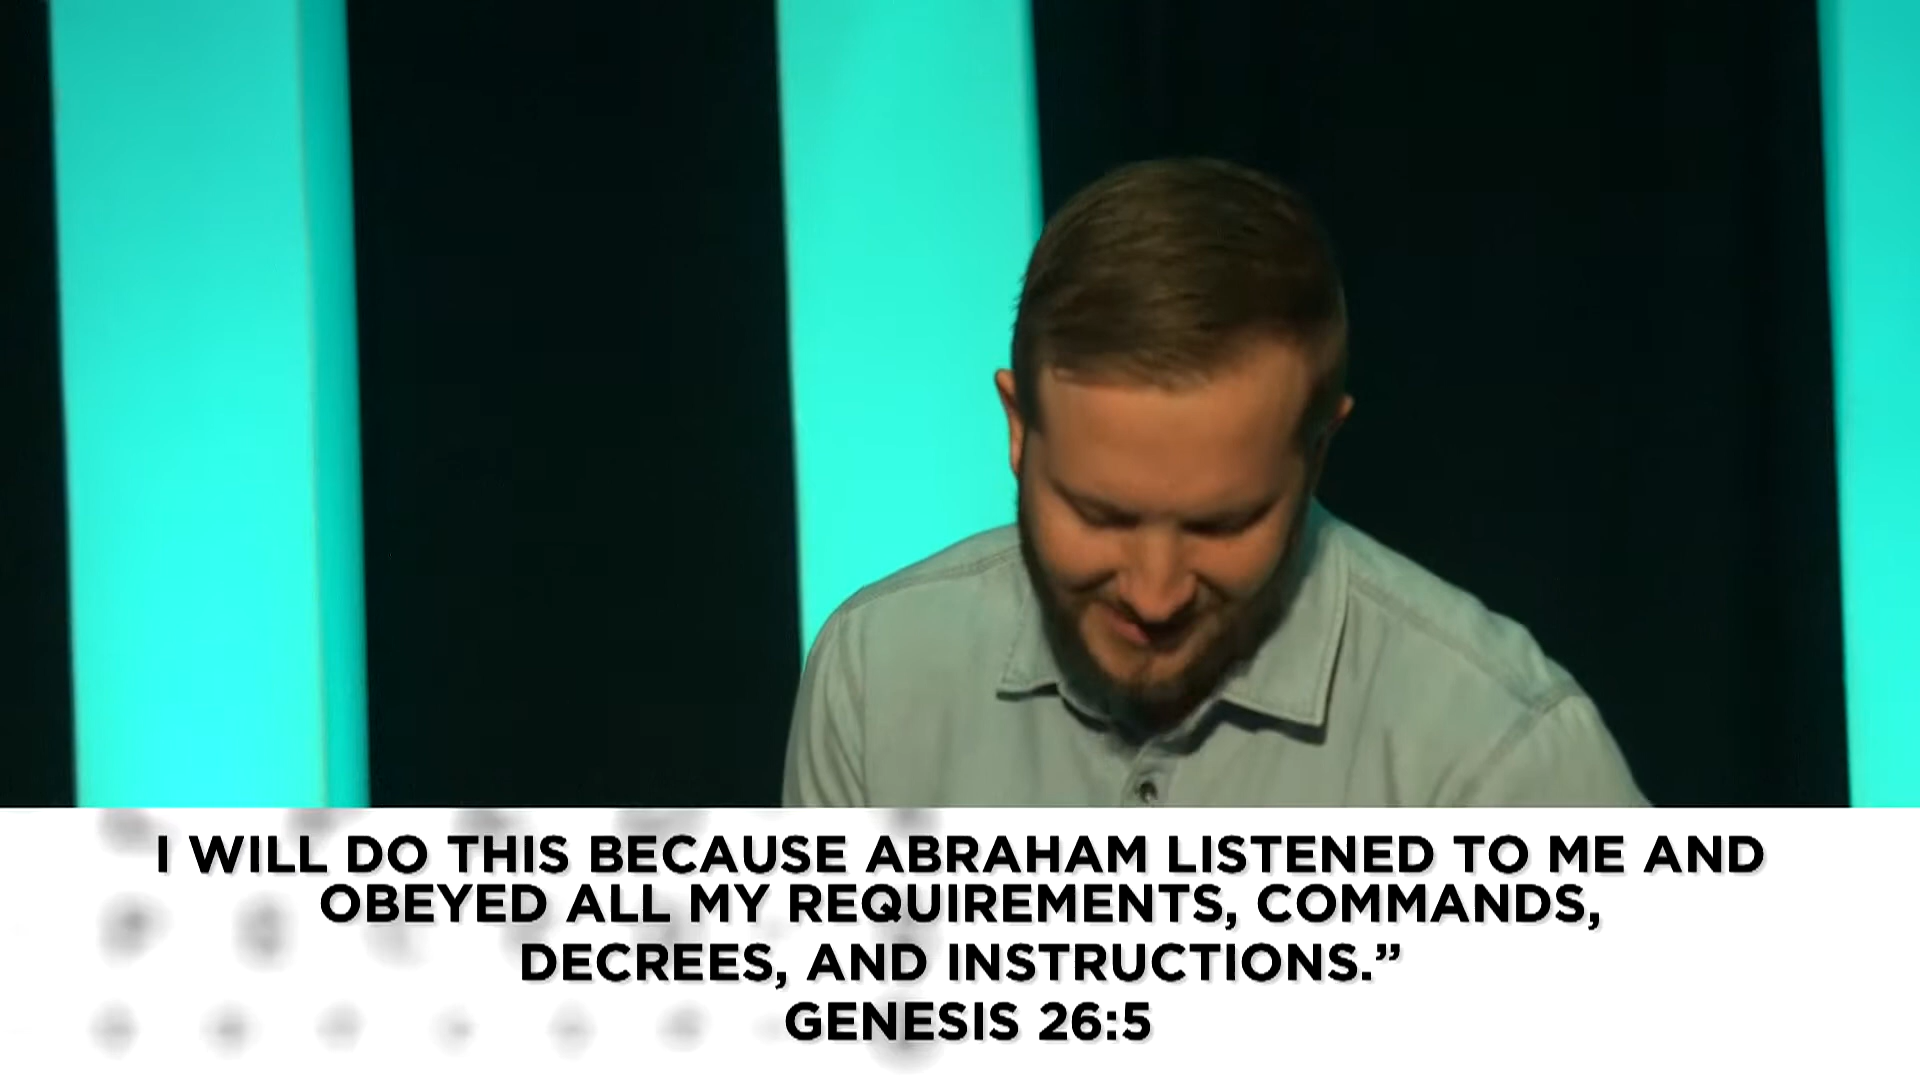 I WILL DO THIS BECAUSE ABRAHAM LISTENED TO ME AND
OBEYED ALL MY REQUIREMENTS, COMMANDS,
DECREES, AND INSTRUCTIONS.”
GENESIS 26:5